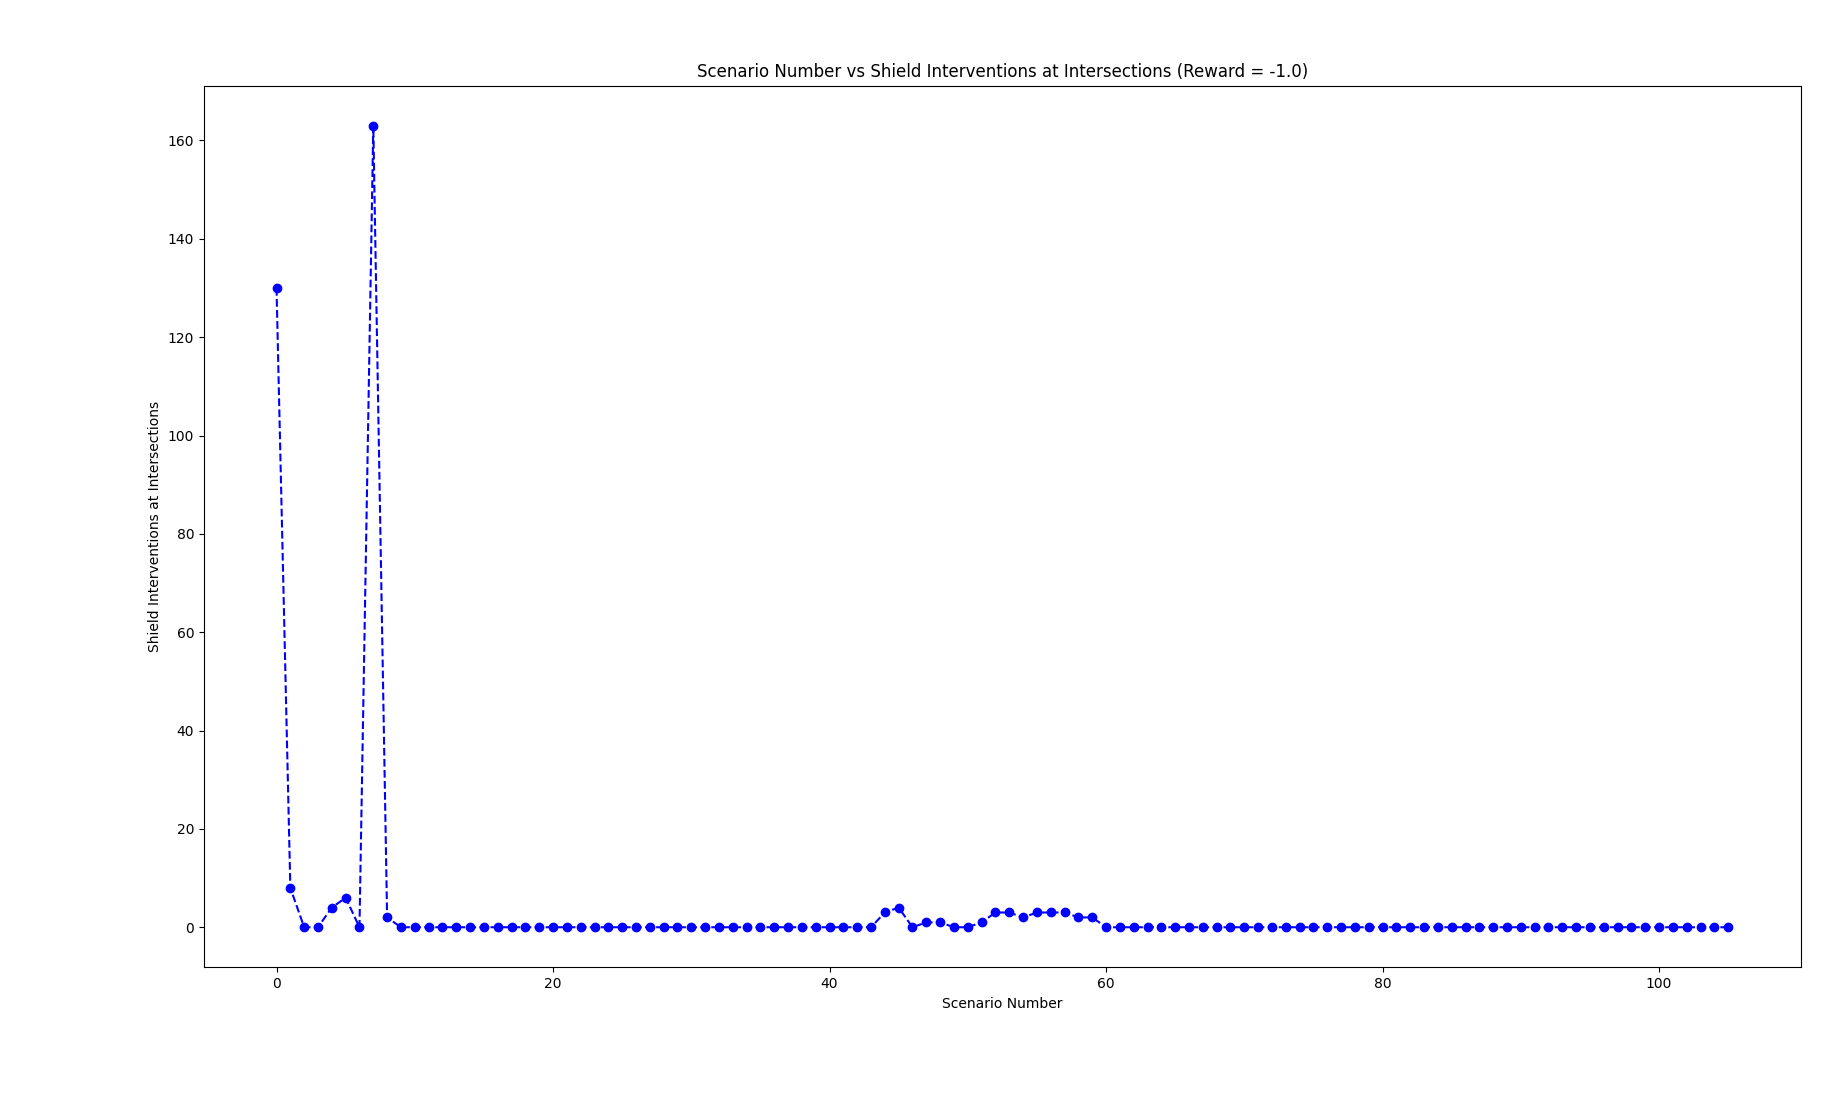 Scenario Number vs Shield Interventions at Intersections (Reward = -1.0)
Shield Interventions at Intersections
160
140
120
100
80
60
40
20
0
0 20 40 60 80 100
Scenario Number